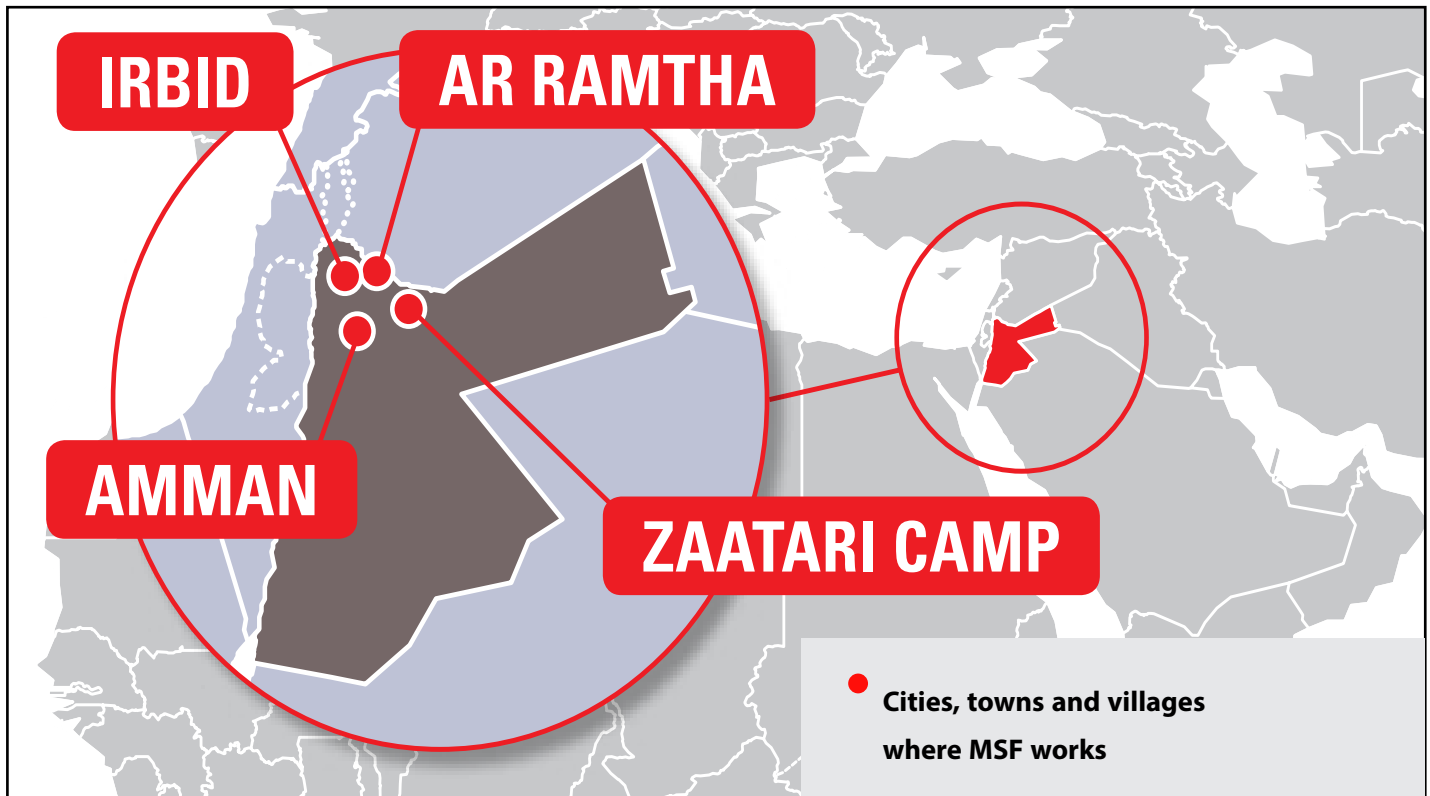 IRBID
AR RAMTHA
AMMAN
ZAATARI CAMP
Cities, towns and villages
where MSF works